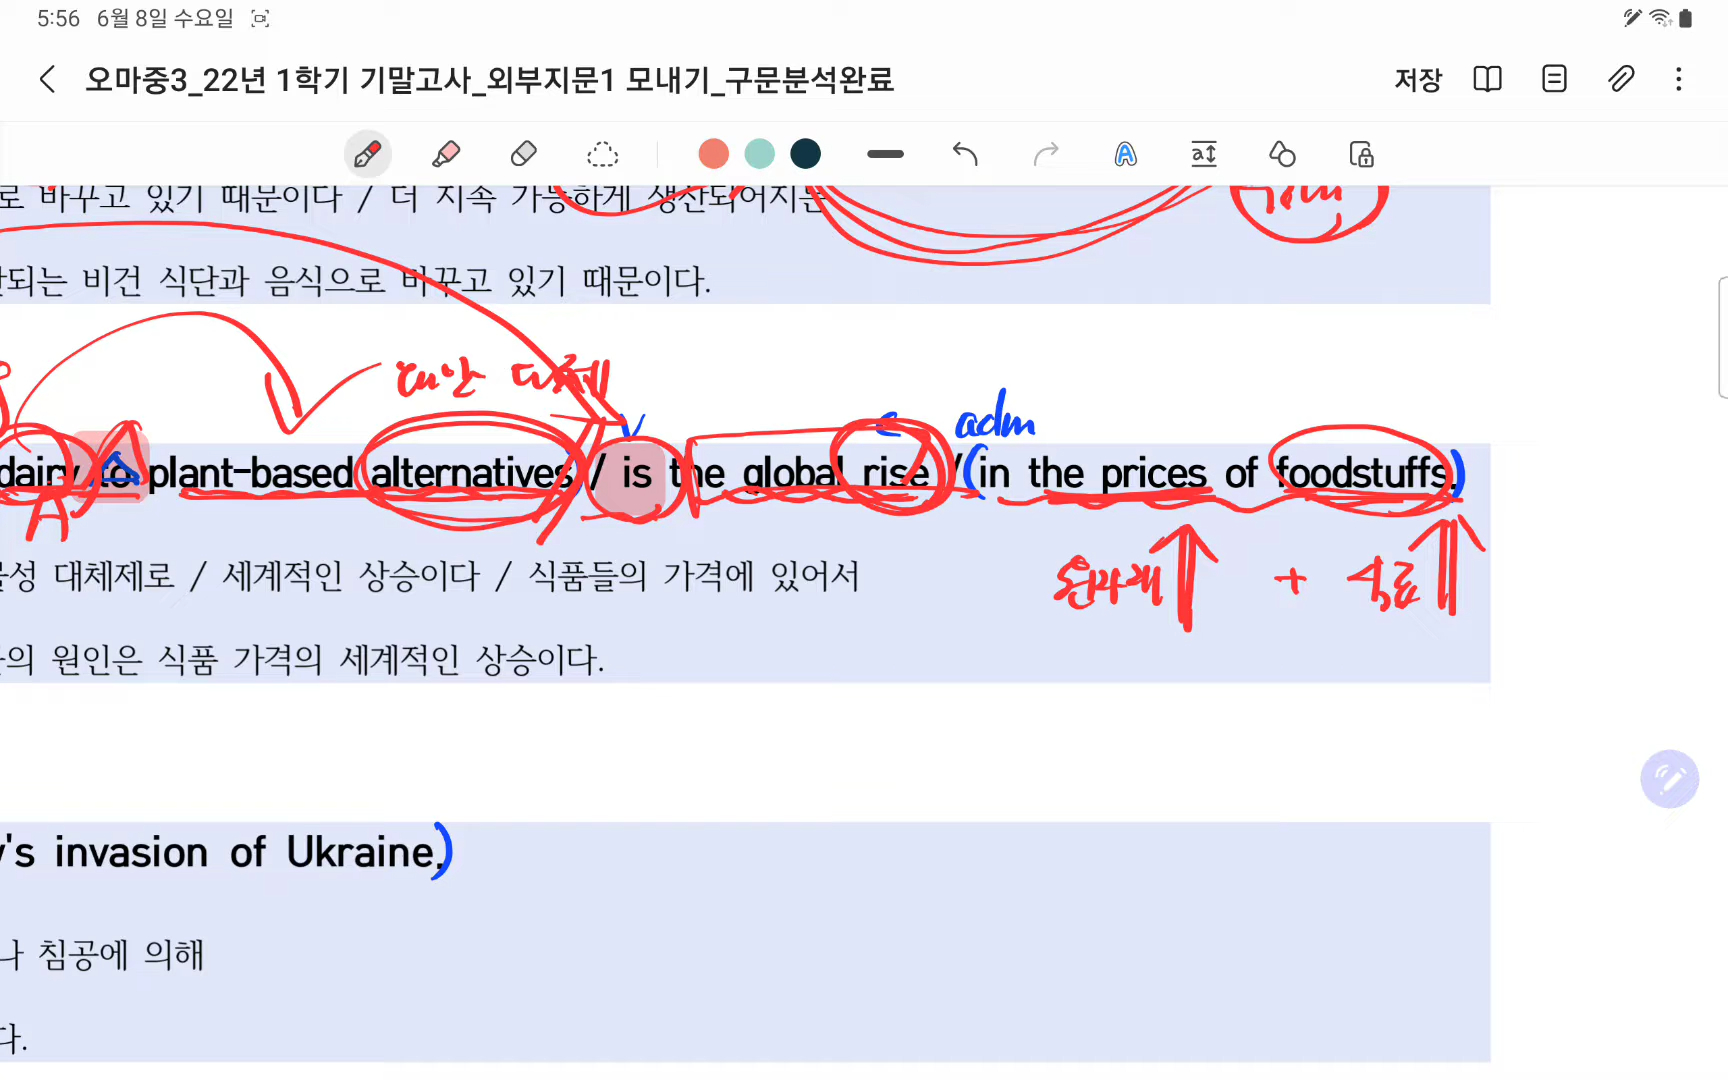 5:56 6월 8일 수요일
오마중3_22년 1학기 기말고사_외부지문1 모내기_구문분석완료
저장
로 바꾸고 있기 때문이다 / 더 지속 가능하게 생산되어지는
되는 비건 식단과 음식으로 바꾸고 있기 때문이다.
대안 대체
v
adm
dairy to plant-based alternatives) / is the global rise / (in the prices of foodstuffs.)
A
물성 대체제로 / 세계적인 상승이다 / 식품들의 가격에 있어서
원자재 + 식료
의 원인은 식품 가격의 세계적인 상승이다.
y's invasion of Ukraine.)
나 침공에 의해
다.